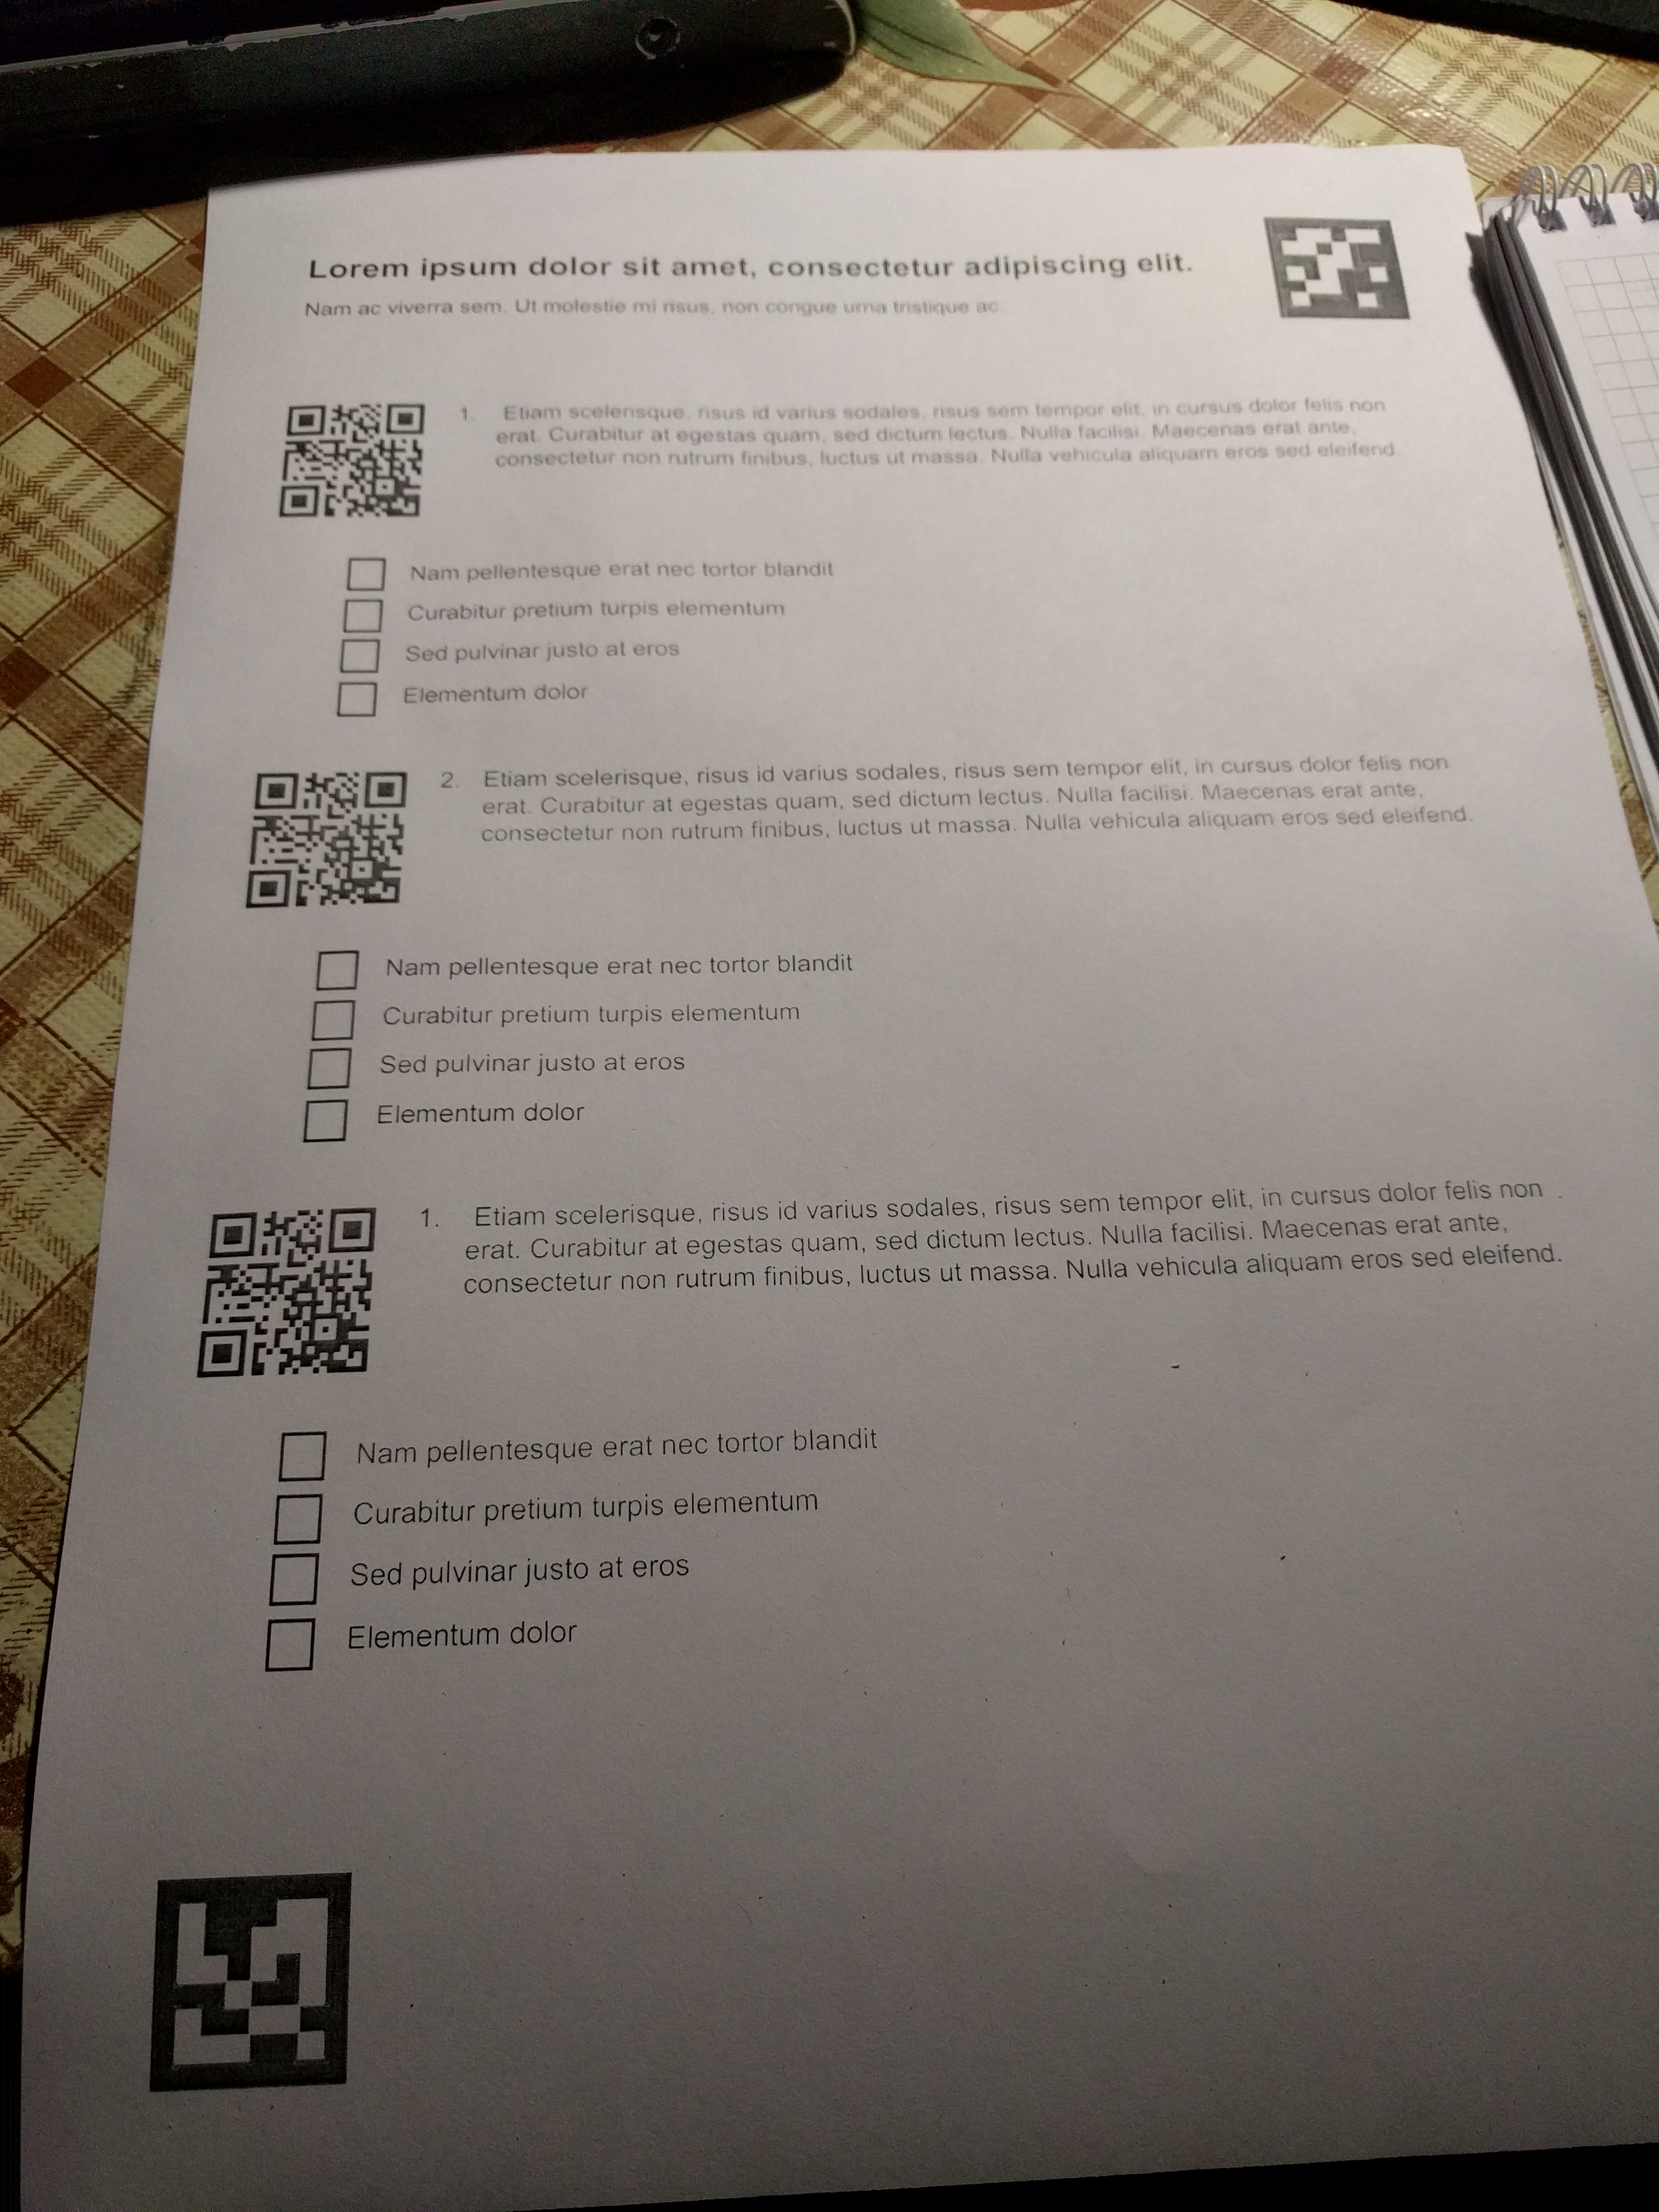 Lorem ipsum dolor sit amet, consectetur adipiscing elit.
Nam ac viverra sem. Ut molestie mi risus, non congue urna tristique ac.
1. Etiam scelerisque, risus id varius sodales, risus sem tempor elit, in cursus dolor felis non
erat. Curabitur at egestas quam, sed dictum lectus. Nulla facilisi. Maecenas erat ante,
consectetur non rutrum finibus, luctus ut massa. Nulla vehicula aliquam eros sed eleifend.
Nam pellentesque erat nec tortor blandit
Curabitur pretium turpis elementum
Sed pulvinar justo at eros
Elementum dolor
2. Etiam scelerisque, risus id varius sodales, risus sem tempor elit, in cursus dolor felis non
erat. Curabitur at egestas quam, sed dictum lectus. Nulla facilisi. Maecenas erat ante,
consectetur non rutrum finibus, luctus ut massa. Nulla vehicula aliquam eros sed eleifend.
Nam pellentesque erat nec tortor blandit
Curabitur pretium turpis elementum
Sed pulvinar justo at eros
Elementum dolor
1. Etiam scelerisque, risus id varius sodales, risus sem tempor elit, in cursus dolor felis non
erat. Curabitur at egestas quam, sed dictum lectus. Nulla facilisi. Maecenas erat ante,
consectetur non rutrum finibus, luctus ut massa. Nulla vehicula aliquam eros sed eleifend.
Nam pellentesque erat nec tortor blandit
Curabitur pretium turpis elementum
Sed pulvinar justo at eros
Elementum dolor